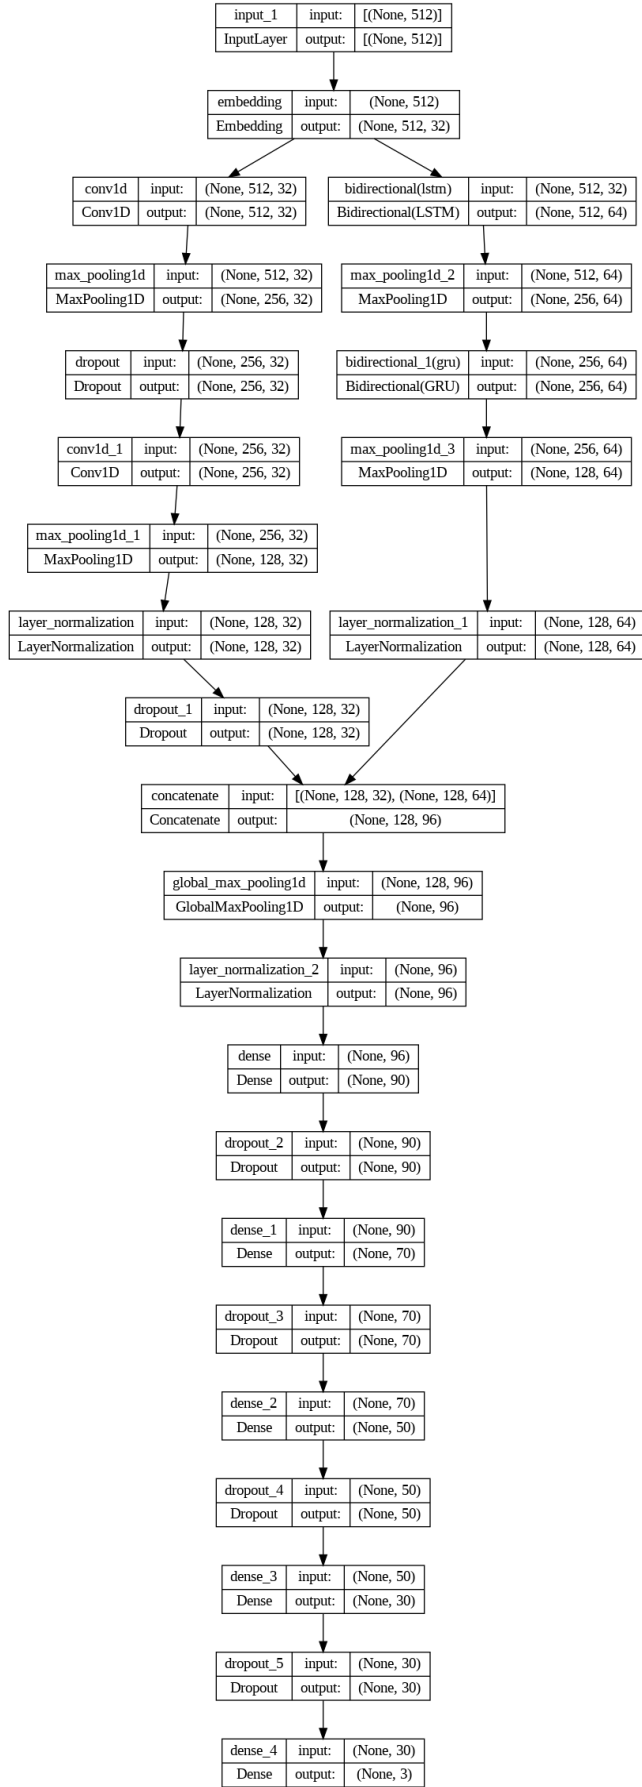 input_1 input: [(None, 512)]
InputLayer output: [(None, 512)]
embedding input: (None, 512)
Embedding output: (None, 512, 32)
conv1d input: (None, 512, 32)
Conv1D output: (None, 512, 32)
bidirectional(lstm) input: (None, 512, 32)
Bidirectional(LSTM) output: (None, 512, 64)
max_pooling1d input: (None, 512, 32)
MaxPooling1D output: (None, 256, 32)
max_pooling1d_2 input: (None, 512, 64)
MaxPooling1D output: (None, 256, 64)
dropout input: (None, 256, 32)
Dropout output: (None, 256, 32)
bidirectional_1(gru) input: (None, 256, 64)
Bidirectional(GRU) output: (None, 256, 64)
conv1d_1 input: (None, 256, 32)
Conv1D output: (None, 256, 32)
max_pooling1d_3 input: (None, 256, 64)
MaxPooling1D output: (None, 128, 64)
max_pooling1d_1 input: (None, 256, 32)
MaxPooling1D output: (None, 128, 32)
layer_normalization input: (None, 128, 32)
LayerNormalization output: (None, 128, 32)
layer_normalization_1 input: (None, 128, 64)
LayerNormalization output: (None, 128, 64)
dropout_1 input: (None, 128, 32)
Dropout output: (None, 128, 32)
concatenate input: [(None, 128, 32), (None, 128, 64)]
Concatenate output: (None, 128, 96)
global_max_pooling1d input: (None, 128, 96)
GlobalMaxPooling1D output: (None, 96)
layer_normalization_2 input: (None, 96)
LayerNormalization output: (None, 96)
dense input: (None, 96)
Dense output: (None, 90)
dropout_2 input: (None, 90)
Dropout output: (None, 90)
dense_1 input: (None, 90)
Dense output: (None, 70)
dropout_3 input: (None, 70)
Dropout output: (None, 70)
dense_2 input: (None, 70)
Dense output: (None, 50)
dropout_4 input: (None, 50)
Dropout output: (None, 50)
dense_3 input: (None, 50)
Dense output: (None, 30)
dropout_5 input: (None, 30)
Dropout output: (None, 30)
dense_4 input: (None, 30)
Dense output: (None, 3)